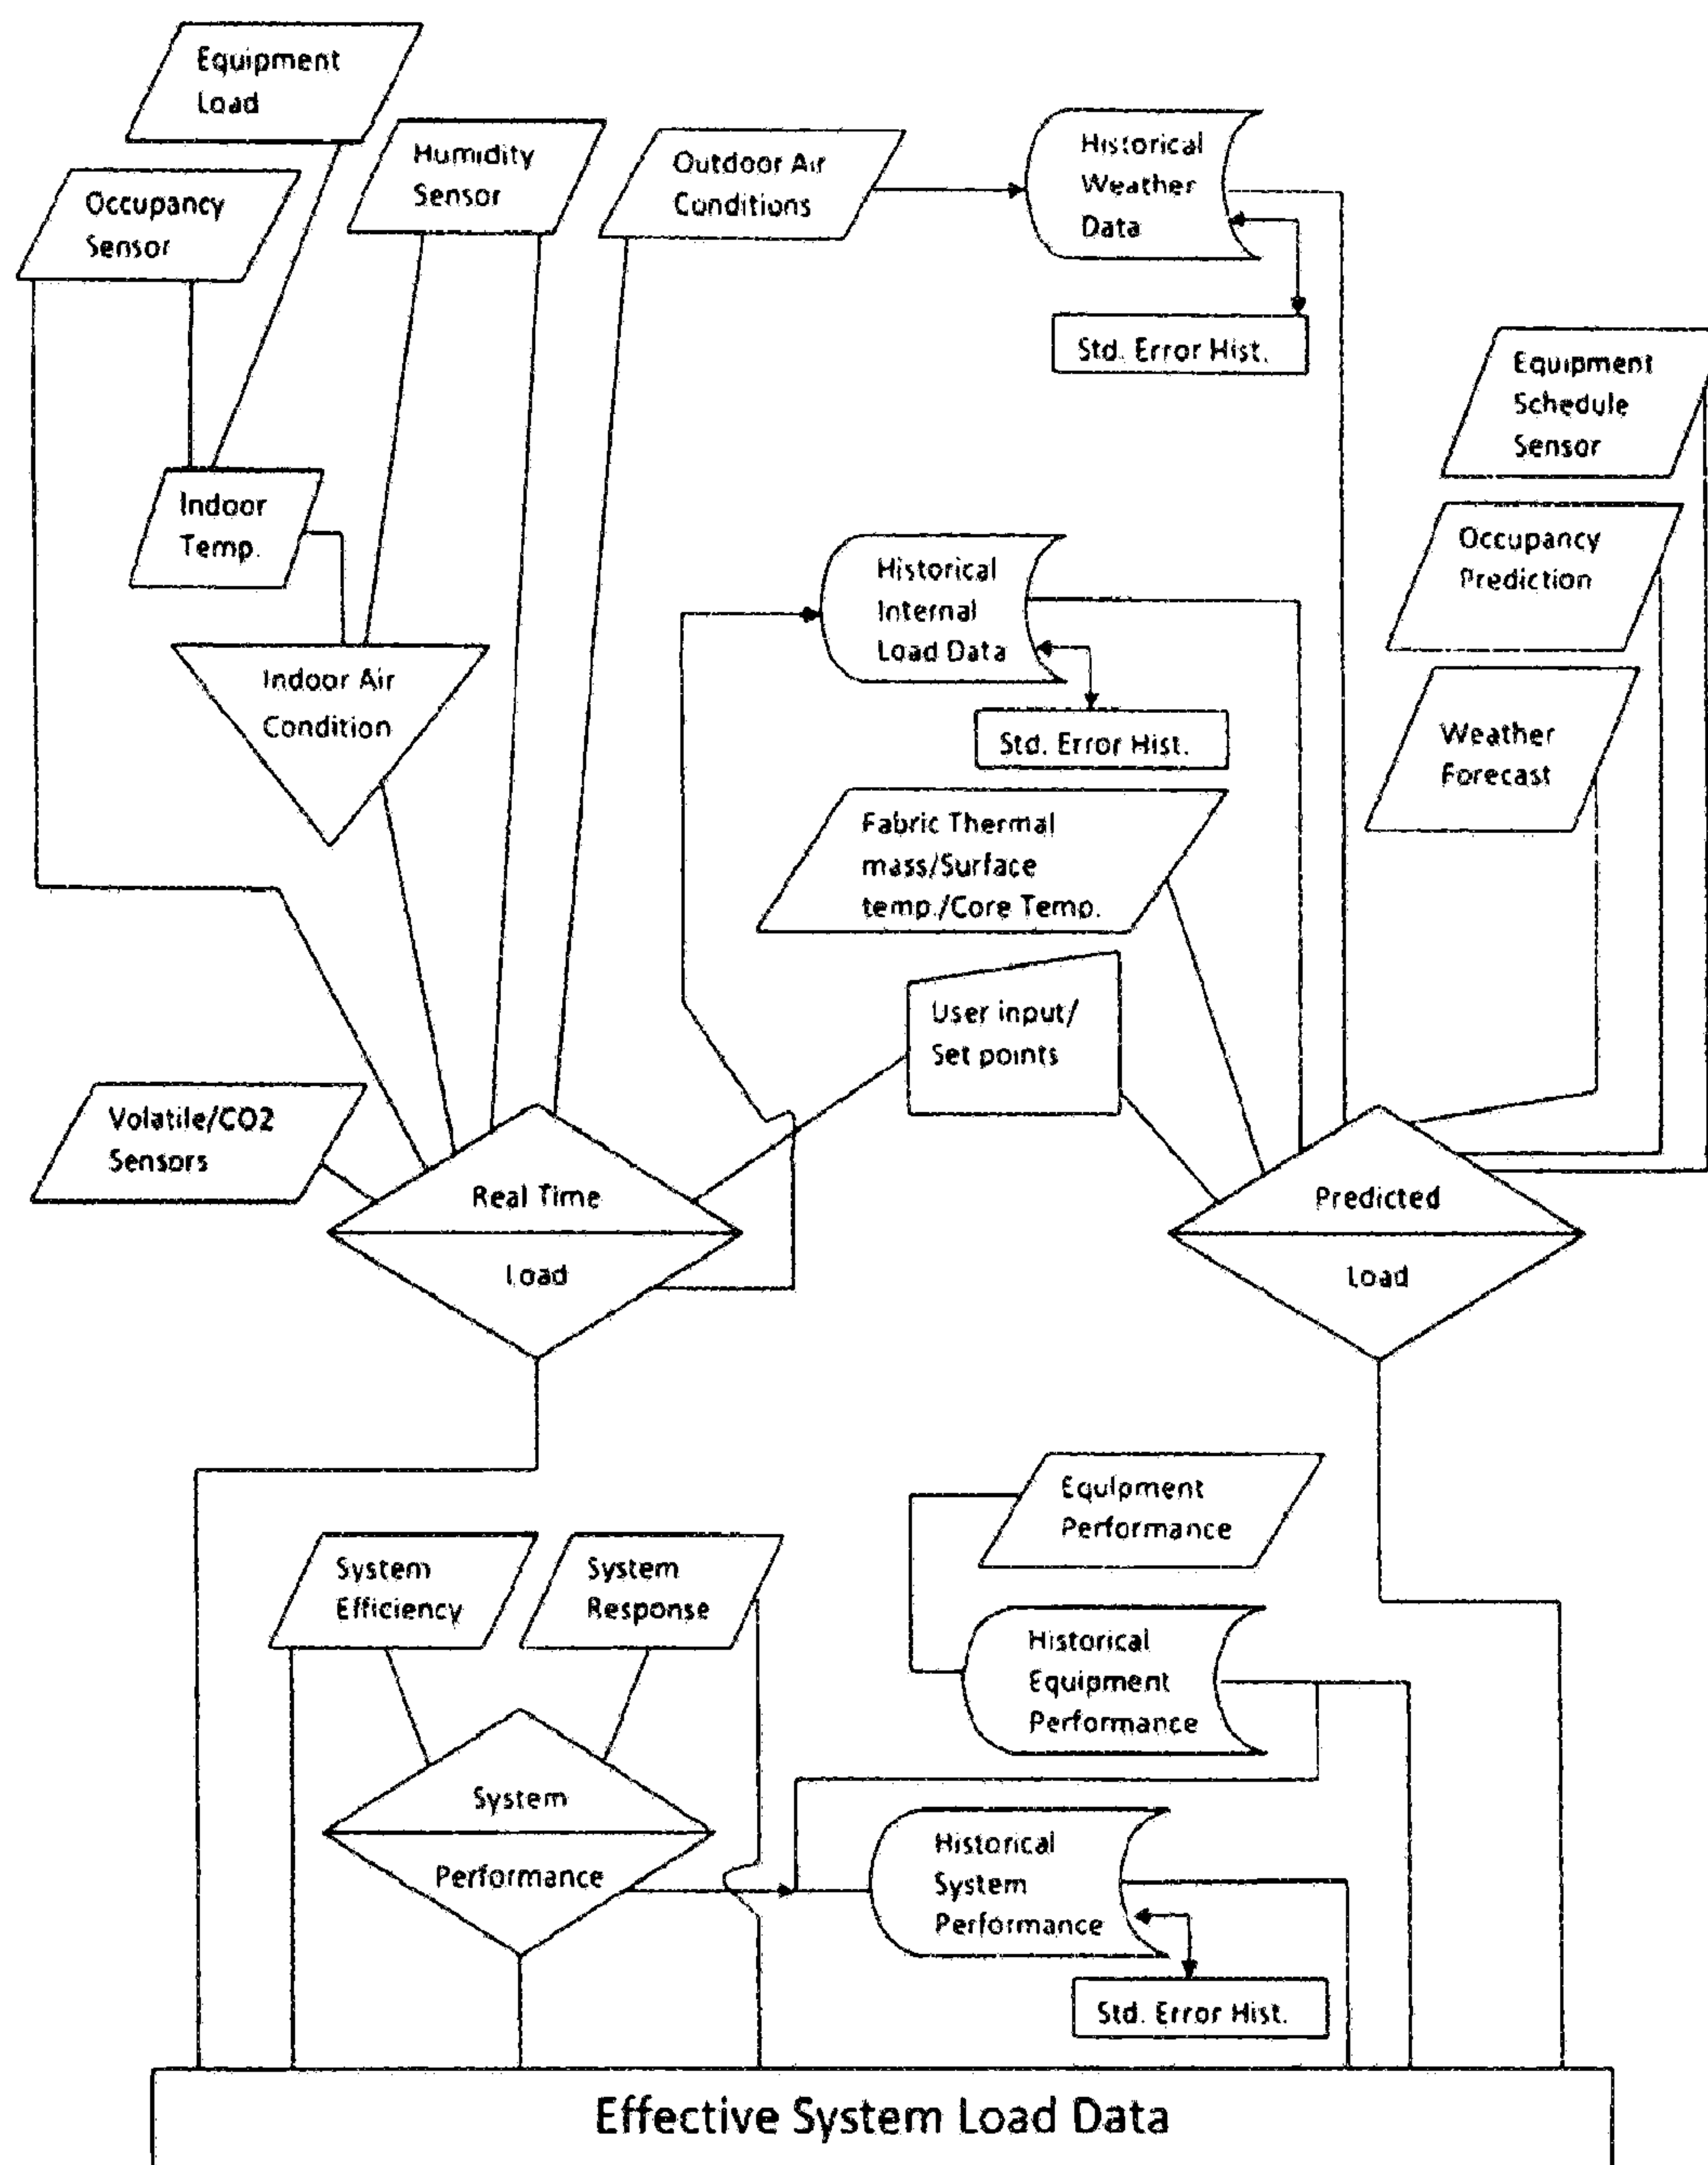 Equipment
Load
Humidity
Sensor
Outdoor Air
Conditions
Historical
Weather
Data
Occupancy
Sensor
Std. Error Hist.
Equipment
Schedule
Sensor
Indoor
Temp.
Occupancy
Prediction
Historical
Internal
Load Data
Indoor Air
Condition
Std. Error Hist.
Weather
Forecast
Fabric Thermal
mass/Surface
temp./Core Temp.
User input/
Set points
Volatile/CO2
Sensors
Real Time
Load
Predicted
Load
Equipment
Performance
System
Efficiency
System
Response
Historical
Equipment
Performance
System
Performance
Historical
System
Performance
Std. Error Hist.
Effective System Load Data